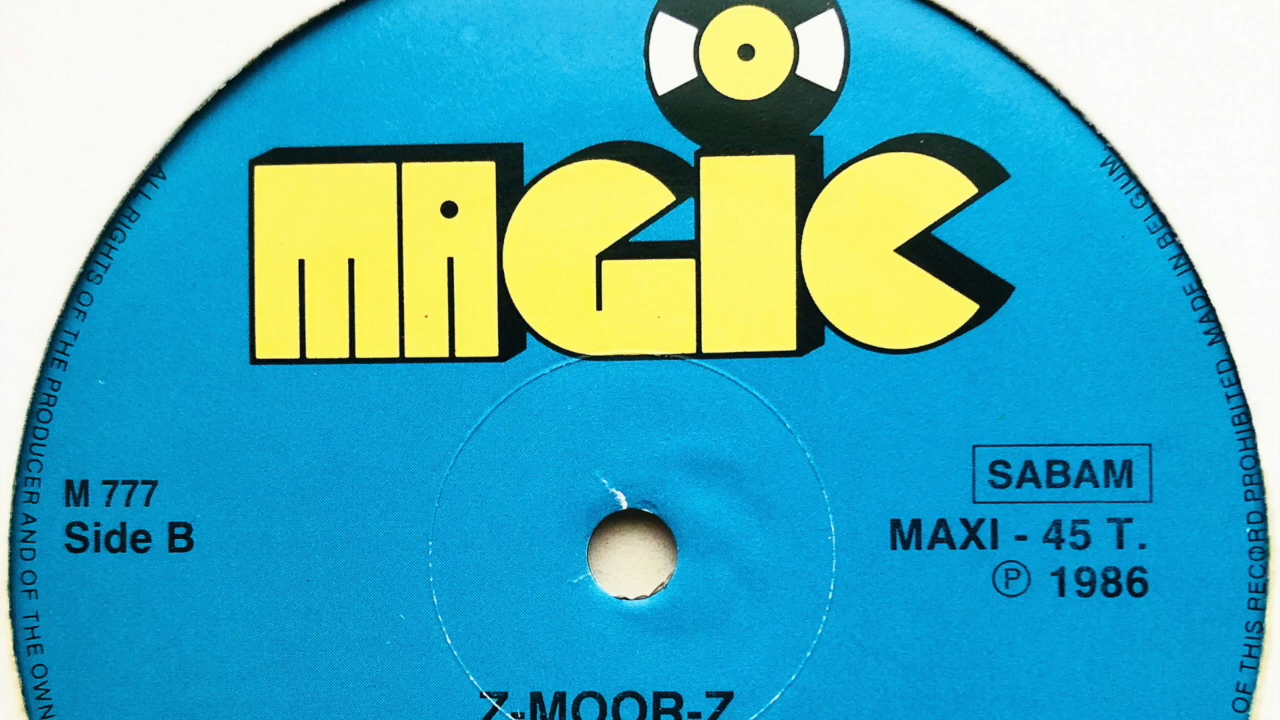 MAGIC
ALL RIGHTS OF THE PRODUCER AND OF THE OWN
OF THIS RECORD PROHIBITED. MADE IN BELGIUM
M 777
Side B
SABAM
MAXI - 45 T.
Ⓟ 1986
Z-MOOR-Z